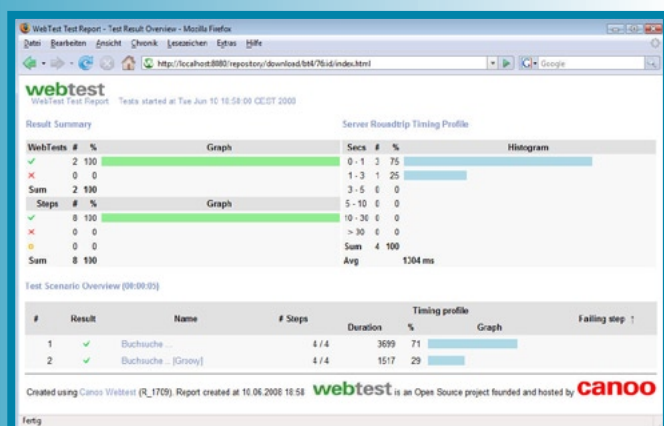 WebTest Test Report - Test Result Overview - Mozilla Firefox
Datei Bearbeiten Ansicht Chronik Lesezeichen Extras Hilfe
http://localhost:8080/repository/download/bt4/76:id/index.html
Google
webtest
WebTest Test Report Tests started at Tue Jun 10 18:58:00 CEST 2008
Result Summary
WebTests # % Graph
2 100
0 0
Sum 2 100
Steps # % Graph
8 100
0 0
0 0
Sum 8 100
Server Roundtrip Timing Profile
Secs # % Histogram
0 - 1 3 75
1 - 3 1 25
3 - 5 0 0
5 - 10 0 0
10 - 30 0 0
> 30 0 0
Sum 4 100
Avg 1304 ms
Test Scenario Overview (00:00:05)
# Result Name # Steps Timing profile Failing step ↑
Duration % Graph
1 Buchsuche ... 4 / 4 3699 71
2 Buchsuche ... [Groovy] 4 / 4 1517 29
Created using Canoo Webtest (R_1709). Report created at 10.06.2008 18:58 webtest is an Open Source project founded and hosted by canoo
Fertig